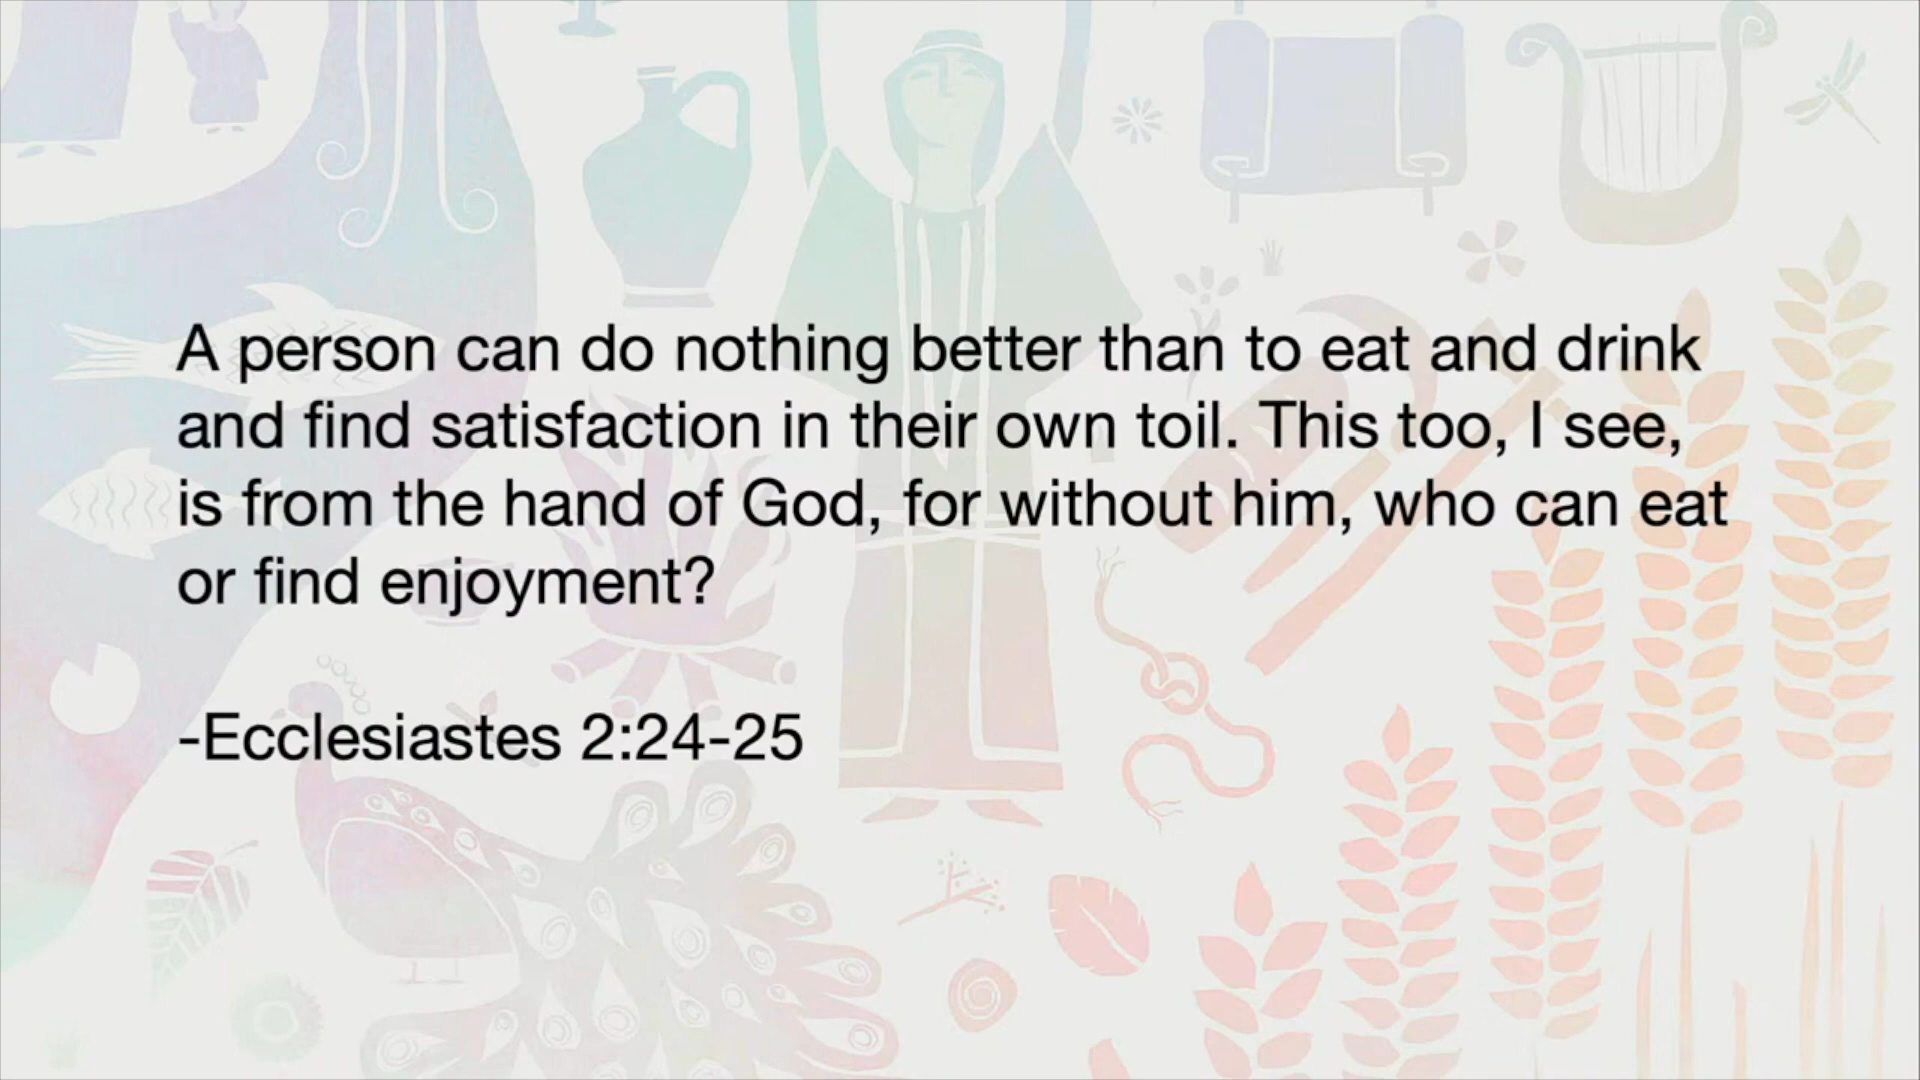 A person can do nothing better than to eat and drink
and find satisfaction in their own toil. This too, I see,
is from the hand of God, for without him, who can eat
or find enjoyment?
-Ecclesiastes 2:24-25